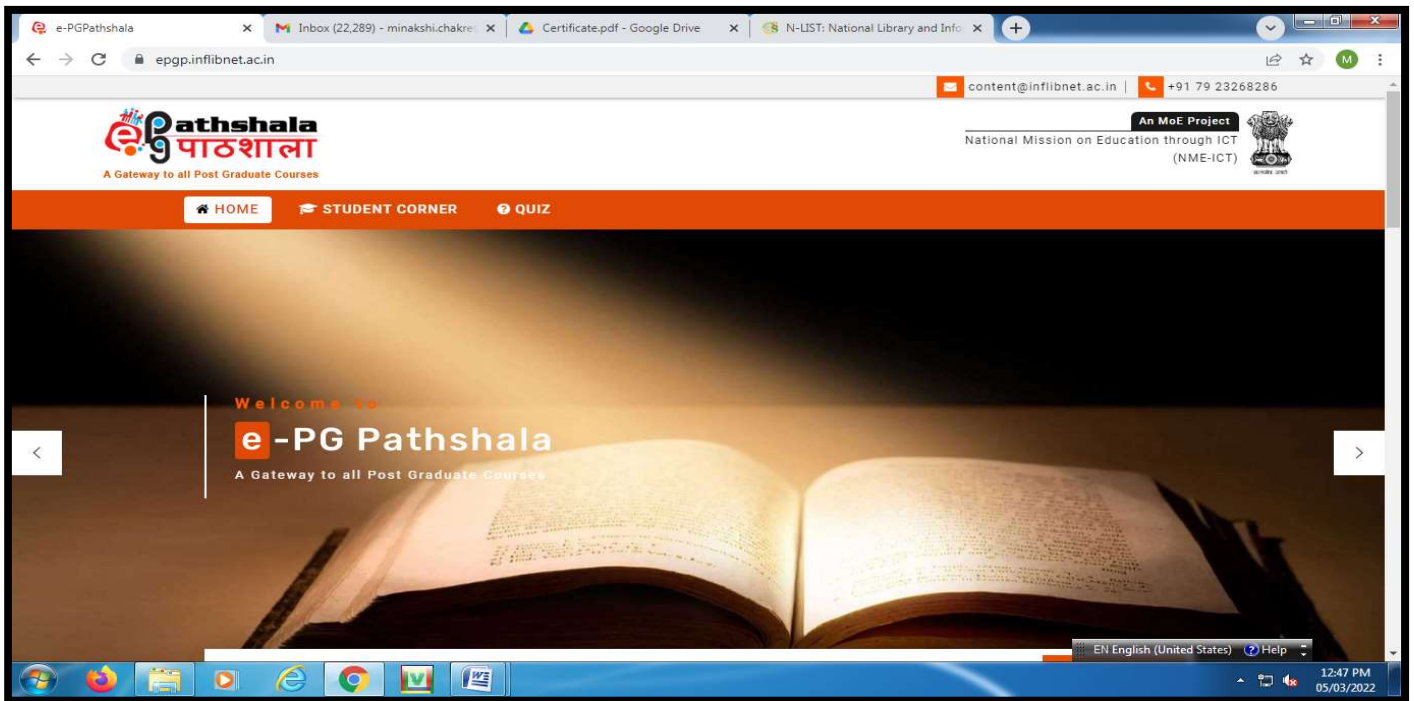 e-PGPathshala
Inbox (22,289) - minakshi.chakre
Certificate.pdf - Google Drive
N-LIST: National Library and Info
epgp.inflibnet.ac.in
M
content@inflibnet.ac.in | +91 79 23268286
e Pathshala
pg पाठशाला
A Gateway to all Post Graduate Courses
An MoE Project
National Mission on Education through ICT
(NME-ICT)
HOME STUDENT CORNER QUIZ
Welcome to
e-PG Pathshala
A Gateway to all Post Graduate Courses
EN English (United States) Help
12:47 PM
05/03/2022